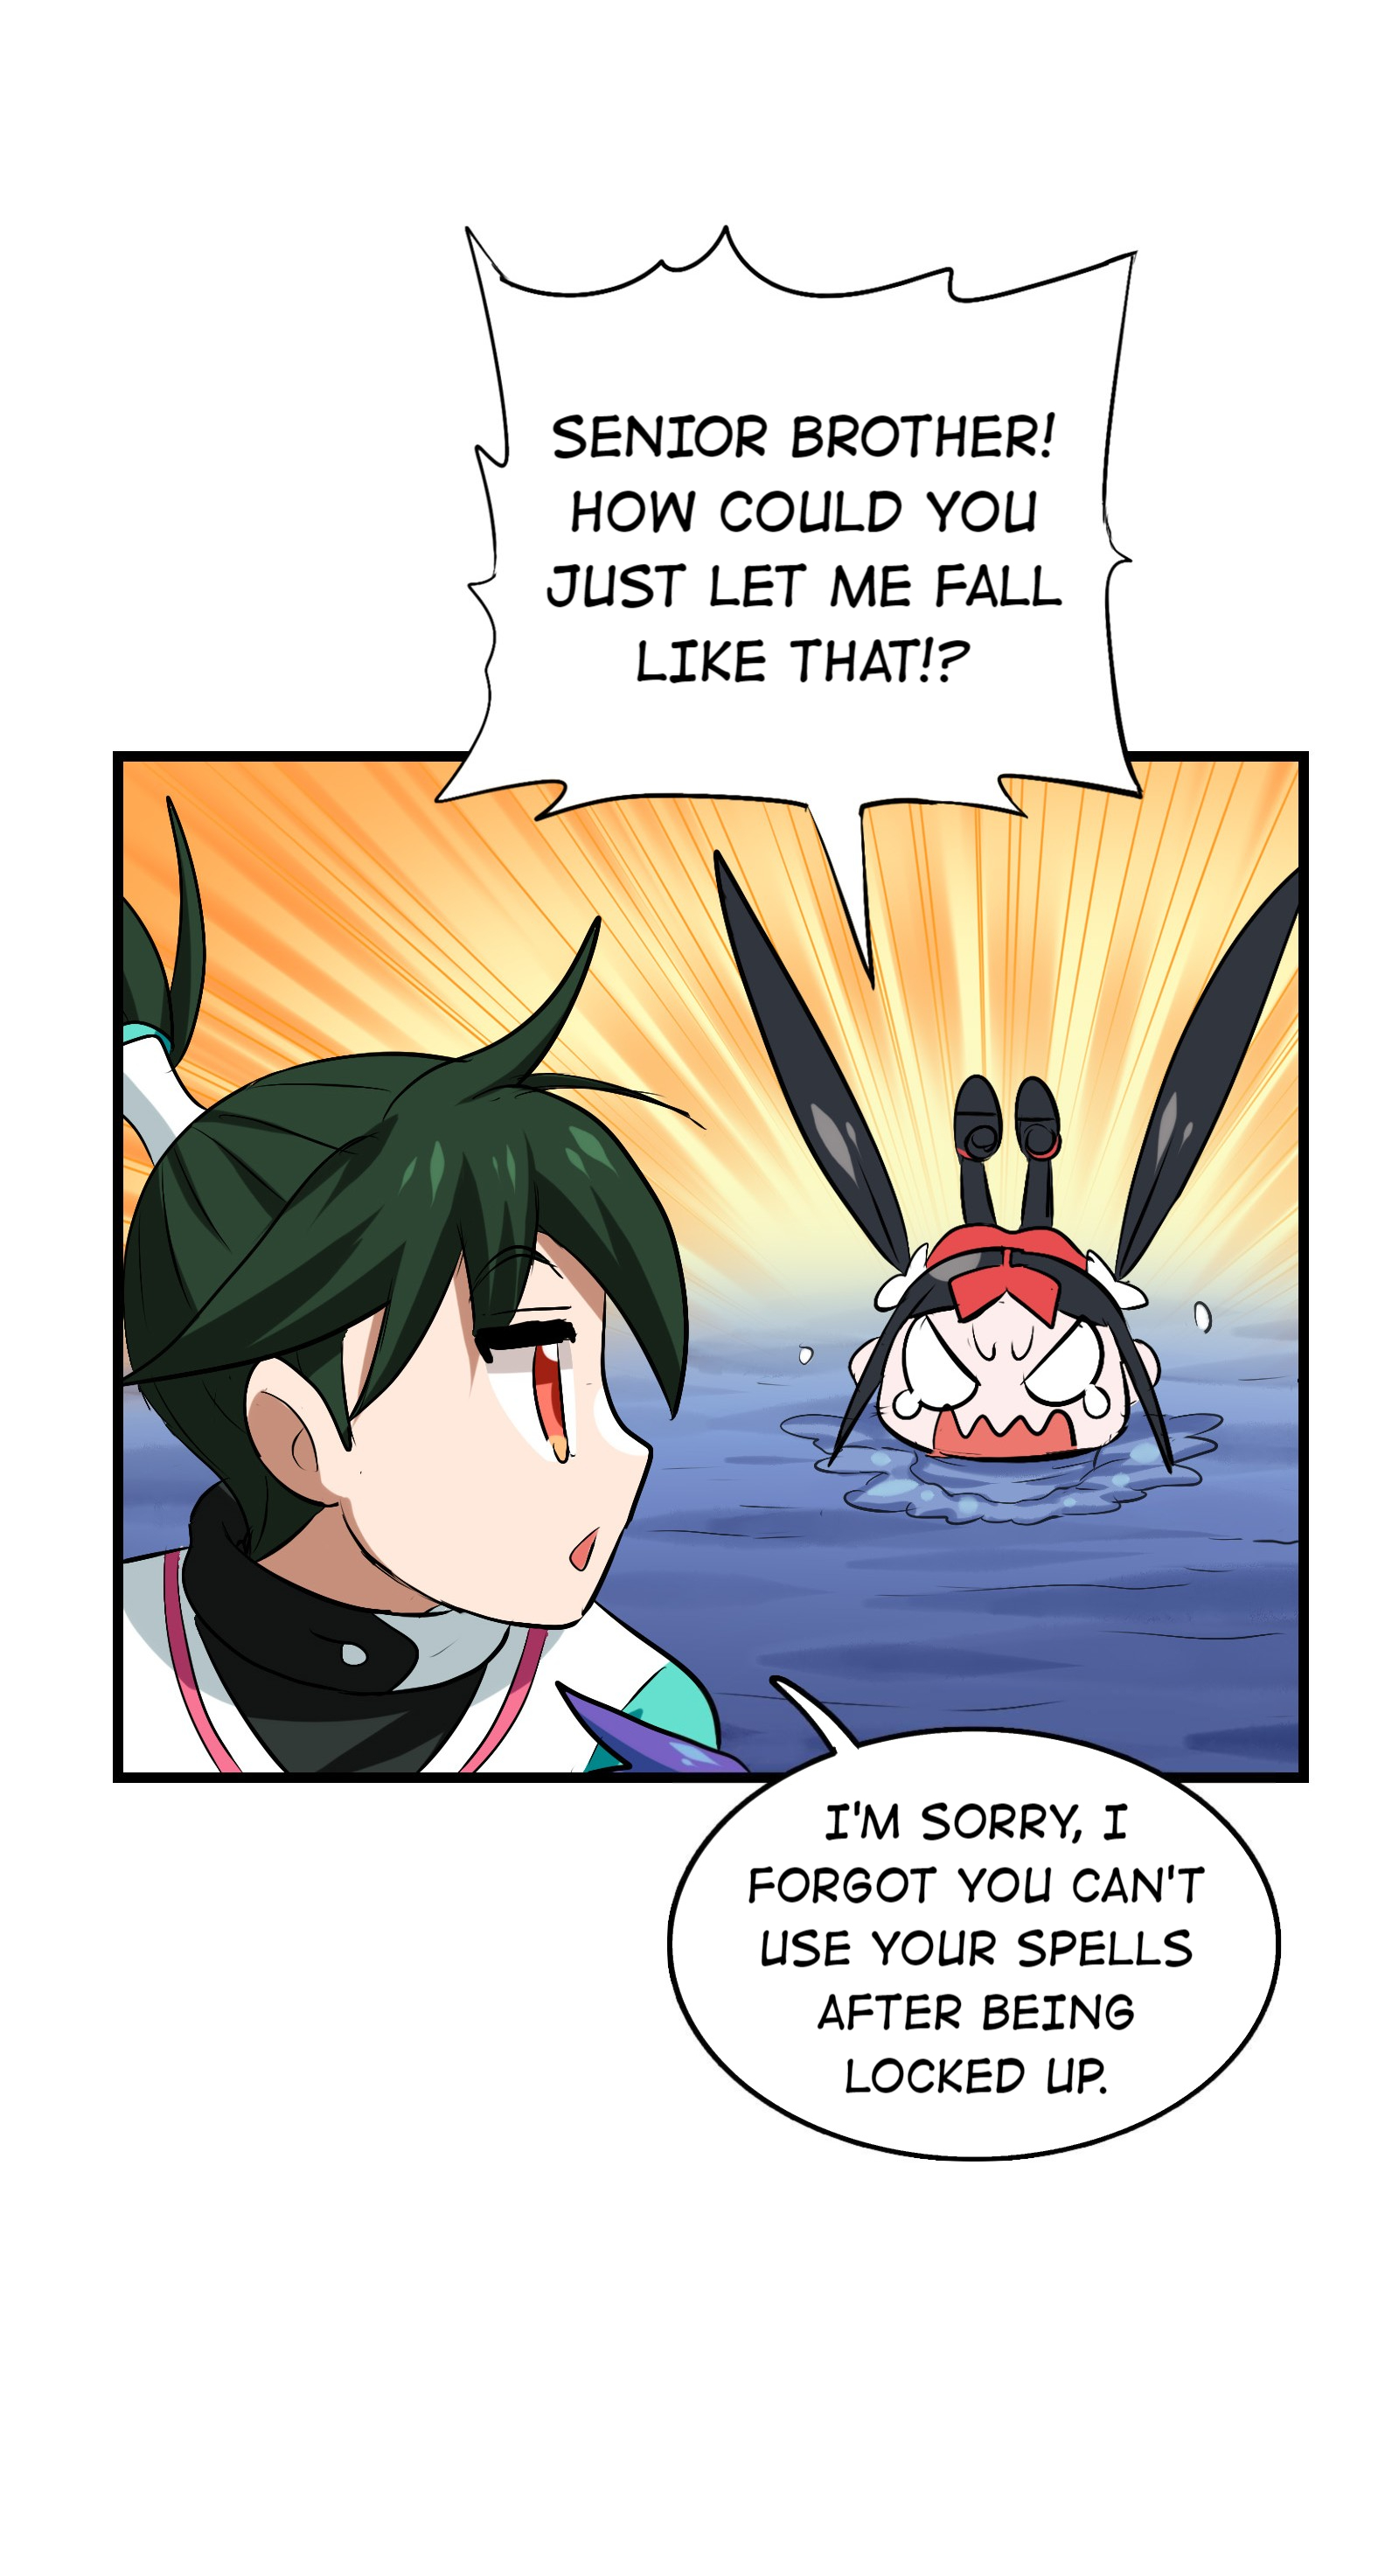 SENIOR BROTHER!
HOW COULD YOU
JUST LET ME FALL
LIKE THAT!?
I'M SORRY, I
FORGOT YOU CAN'T
USE YOUR SPELLS
AFTER BEING
LOCKED UP.